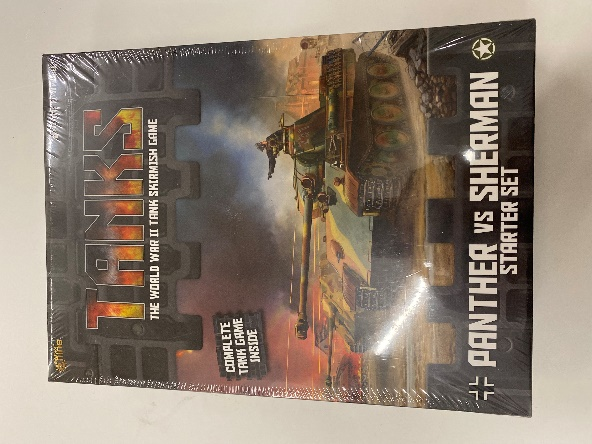 TANKS
THE WORLD WAR II TANK SKIRMISH GAME
COMPLETE
TANK GAME
INSIDE
PANTHER VS SHERMAN
STARTER SET